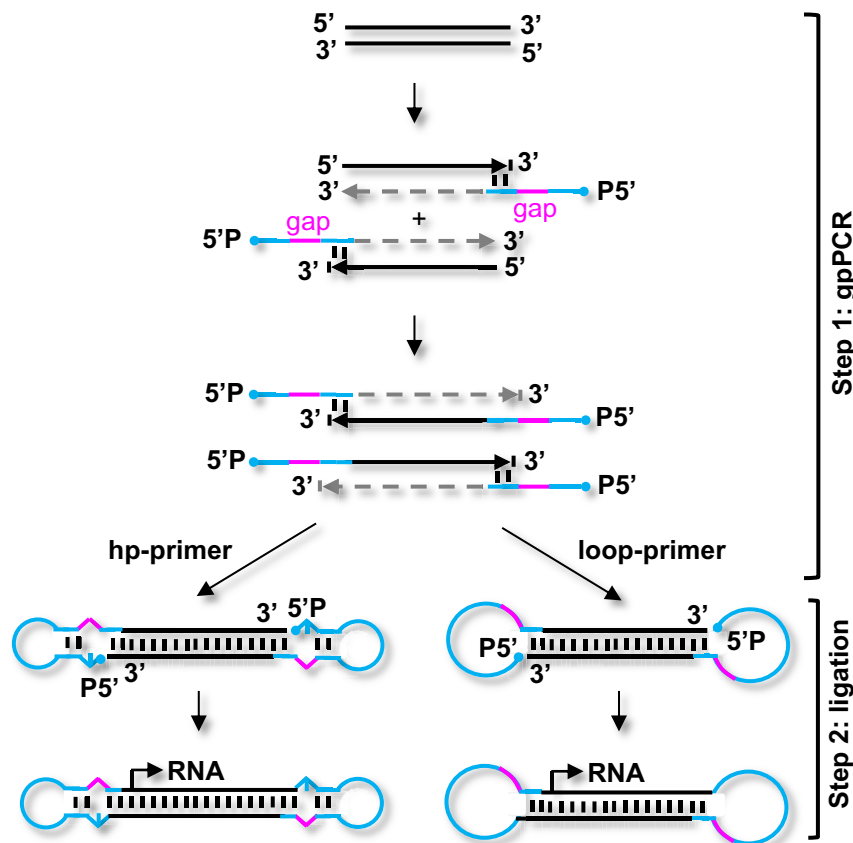 5’ 3’
3’ 5’
5’ 3’
3’ P5’
gap
+
gap
5’P 3’
3’ 5’
5’P 3’
3’ P5’
5’P 3’
3’ P5’
hp-primer loop-primer
3’ 5’P
P5’ 3’
3’ 5’P
P5’ 3’
RNA
RNA
Step 1: gpPCR
Step 2: ligation